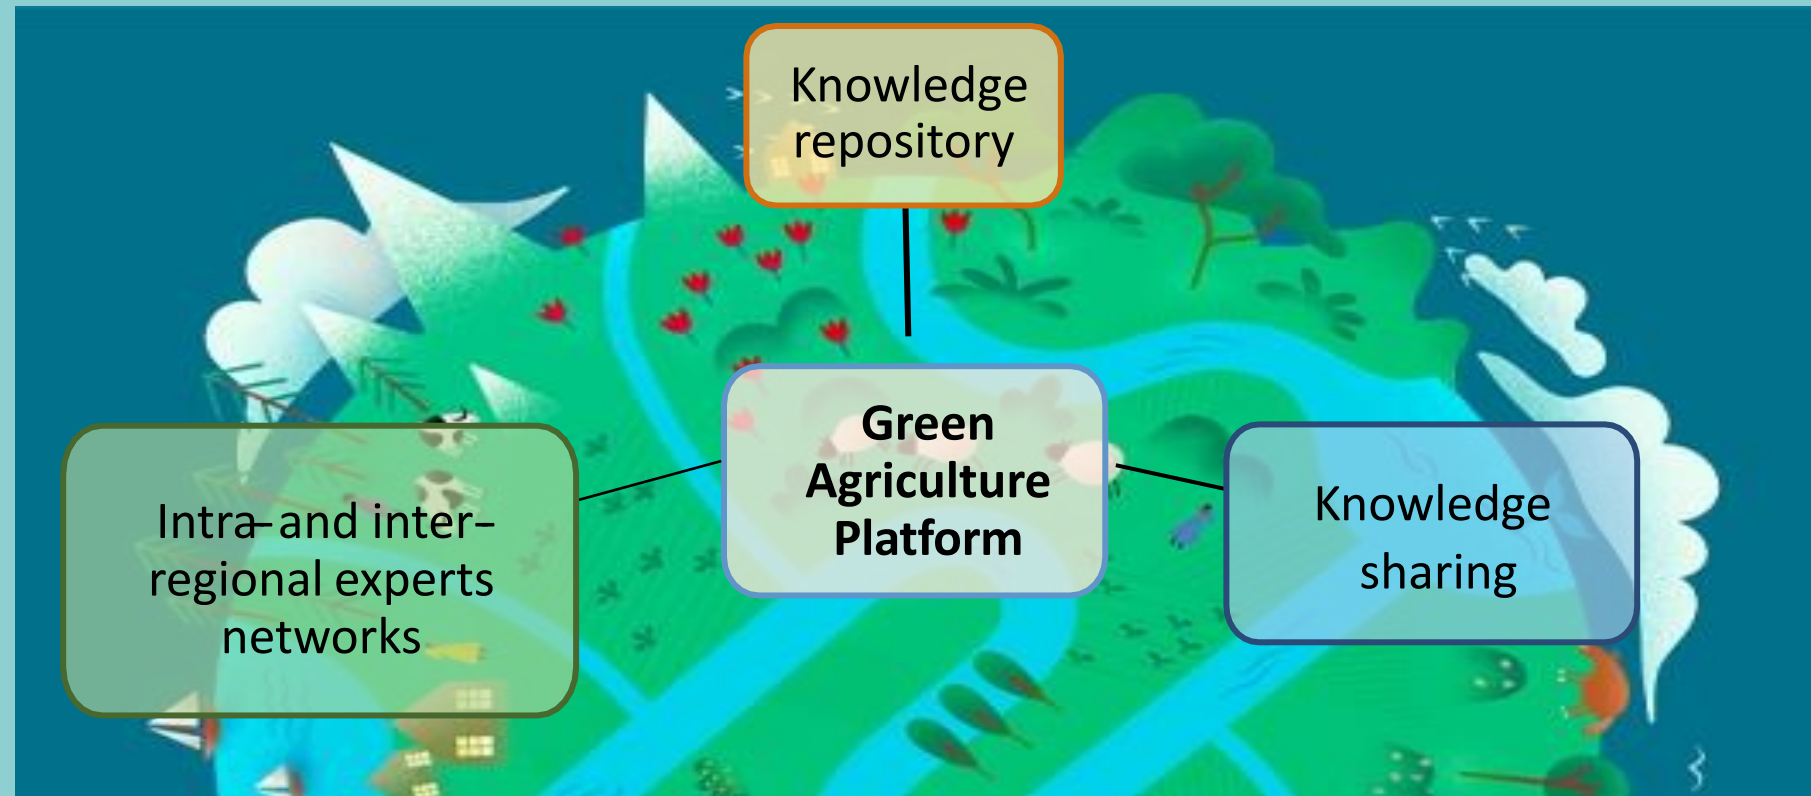 Knowledge
repository
Green
Agriculture
Platform
Intra-and inter-
regional experts
networks
Knowledge
sharing